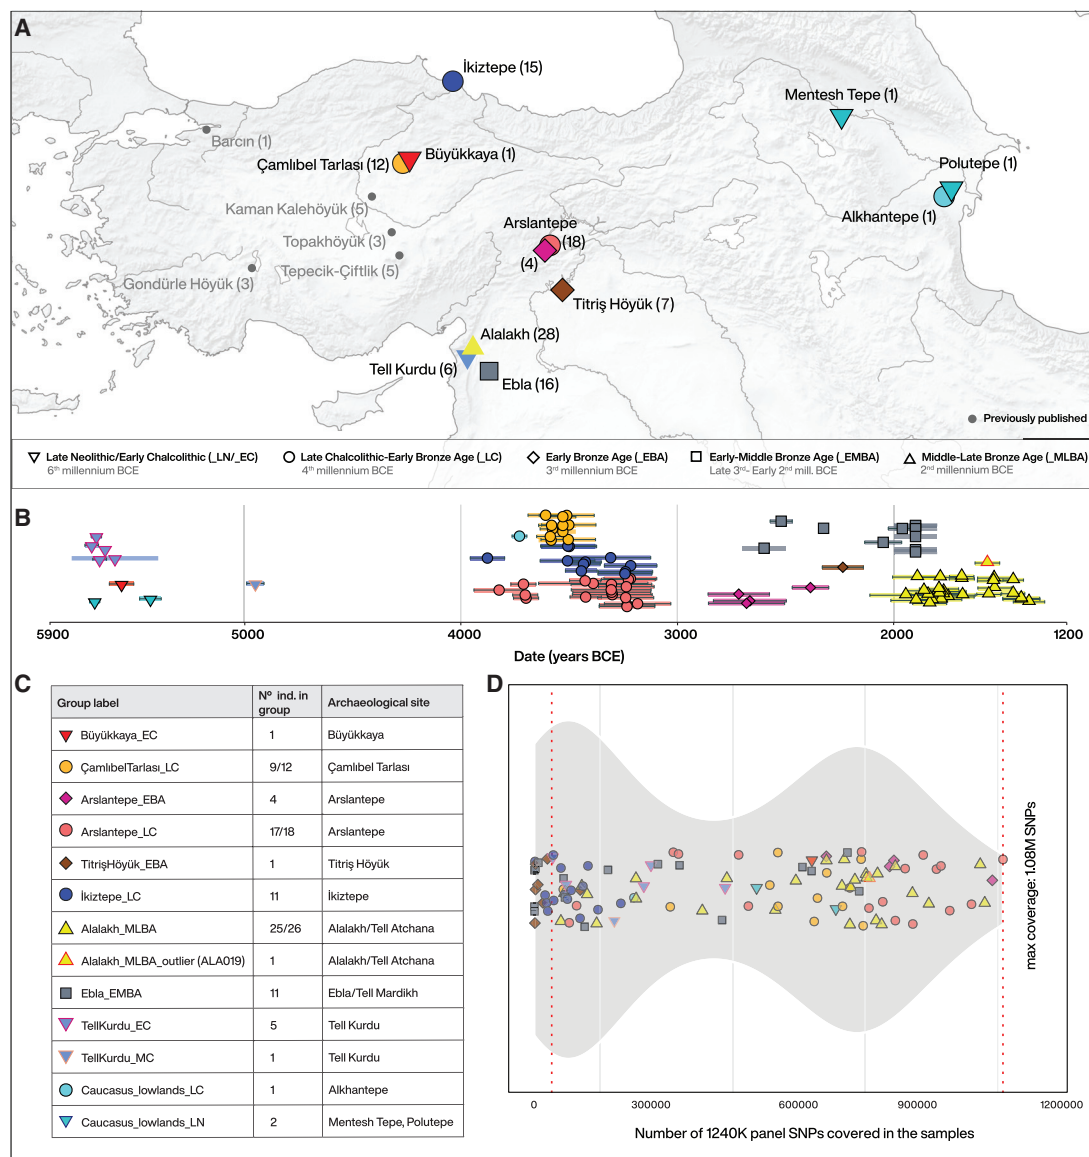 A
İkiztepe (15)
Mentesh Tepe (1)
Barcın (1)
Büyükkaya (1)
Çamlıbel Tarlası (12)
Polutepe (1)
Kaman Kalehöyük (5)
Alkhantepe (1)
Arslantepe
(18)
Topakhöyük (3)
(4)
Tepecik-Çiftlik (5)
Gondürle Höyük (3)
Titriş Höyük (7)
Alalakh (28)
Tell Kurdu (6)
Ebla (16)
Previously published
Late Neolithic/Early Chalcolithic (_LN/_EC)
6th millennium BCE
Late Chalcolithic-Early Bronze Age (_LC)
4th millennium BCE
Early Bronze Age (_EBA)
3rd millennium BCE
Early-Middle Bronze Age (_EMBA)
Late 3rd- Early 2nd mill. BCE
Middle-Late Bronze Age (_MLBA)
2nd millennium BCE
B
5900 5000 4000 3000 2000 1200
Date (years BCE)
C
Group label Nº ind. in group Archaeological site
Büyükkaya_EC 1 Büyükkaya
ÇamlıbelTarlası_LC 9/12 Çamlıbel Tarlası
Arslantepe_EBA 4 Arslantepe
Arslantepe_LC 17/18 Arslantepe
TitrişHöyük_EBA 1 Titriş Höyük
İkiztepe_LC 11 İkiztepe
Alalakh_MLBA 25/26 Alalakh/Tell Atchana
Alalakh_MLBA_outlier (ALA019) 1 Alalakh/Tell Atchana
Ebla_EMBA 11 Ebla/Tell Mardikh
TellKurdu_EC 5 Tell Kurdu
TellKurdu_MC 1 Tell Kurdu
Caucasus_lowlands_LC 1 Alkhantepe
Caucasus_lowlands_LN 2 Mentesh Tepe, Polutepe
D
max coverage: 1.08M SNPs
0 300000 600000 900000 1200000
Number of 1240K panel SNPs covered in the samples